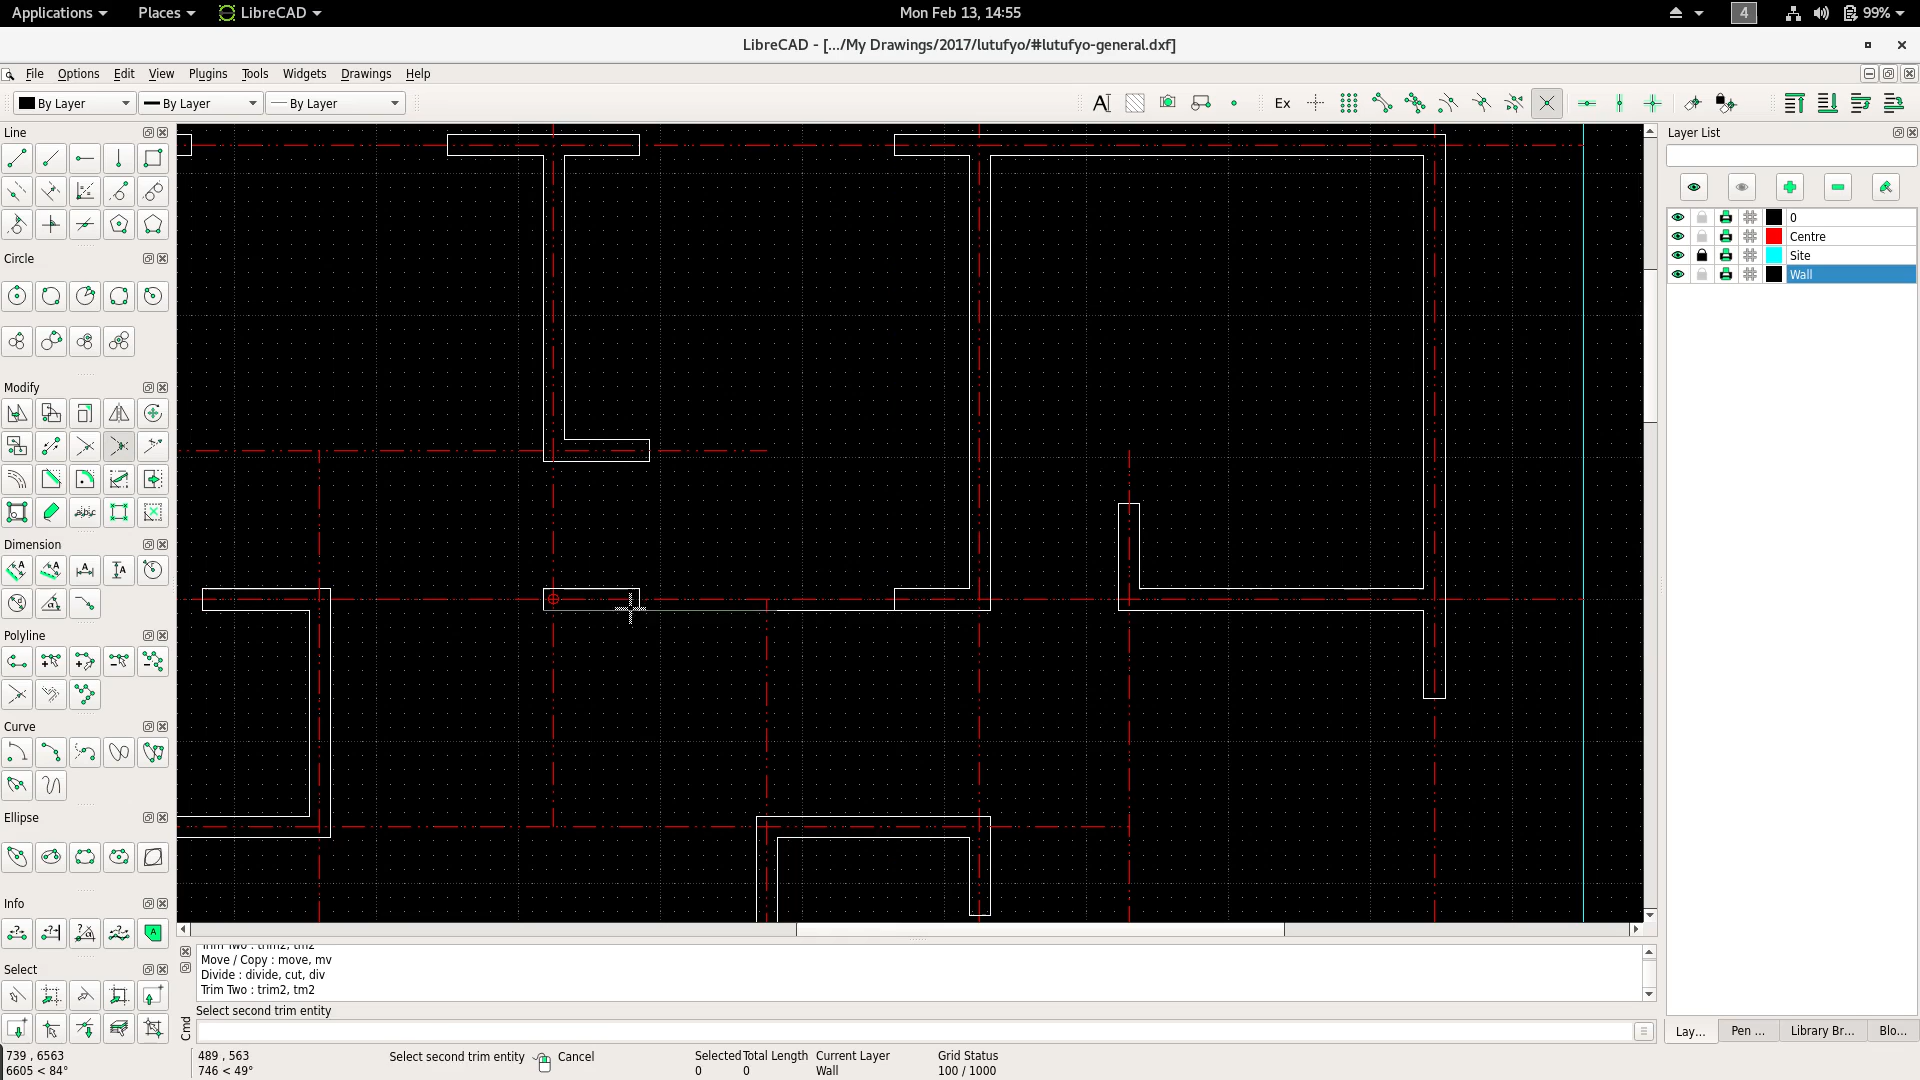 Applications Places LibreCAD Mon Feb 13, 14:55 4 99%
LibreCAD - [.../My Drawings/2017/lutufyo/#lutufyo-general.dxf]
File Options Edit View Plugins Tools Widgets Drawings Help
By Layer By Layer By Layer A Ex
Line
Circle
Modify
abc
Dimension
Polyline
Curve
Ellipse
Info
Select
Layer List
0
Centre
Site
Wall
Trim Two : trim2, tm2
Move / Copy : move, mv
Divide : divide, cut, div
Trim Two : trim2, tm2
Select second trim entity
Cmd
Lay... Pen ... Library Br... Blo...
739 , 6563 489 , 563 Select second trim entity Cancel Selected Total Length Current Layer Grid Status
6605 < 84° 746 < 49° 0 0 Wall 100 / 1000